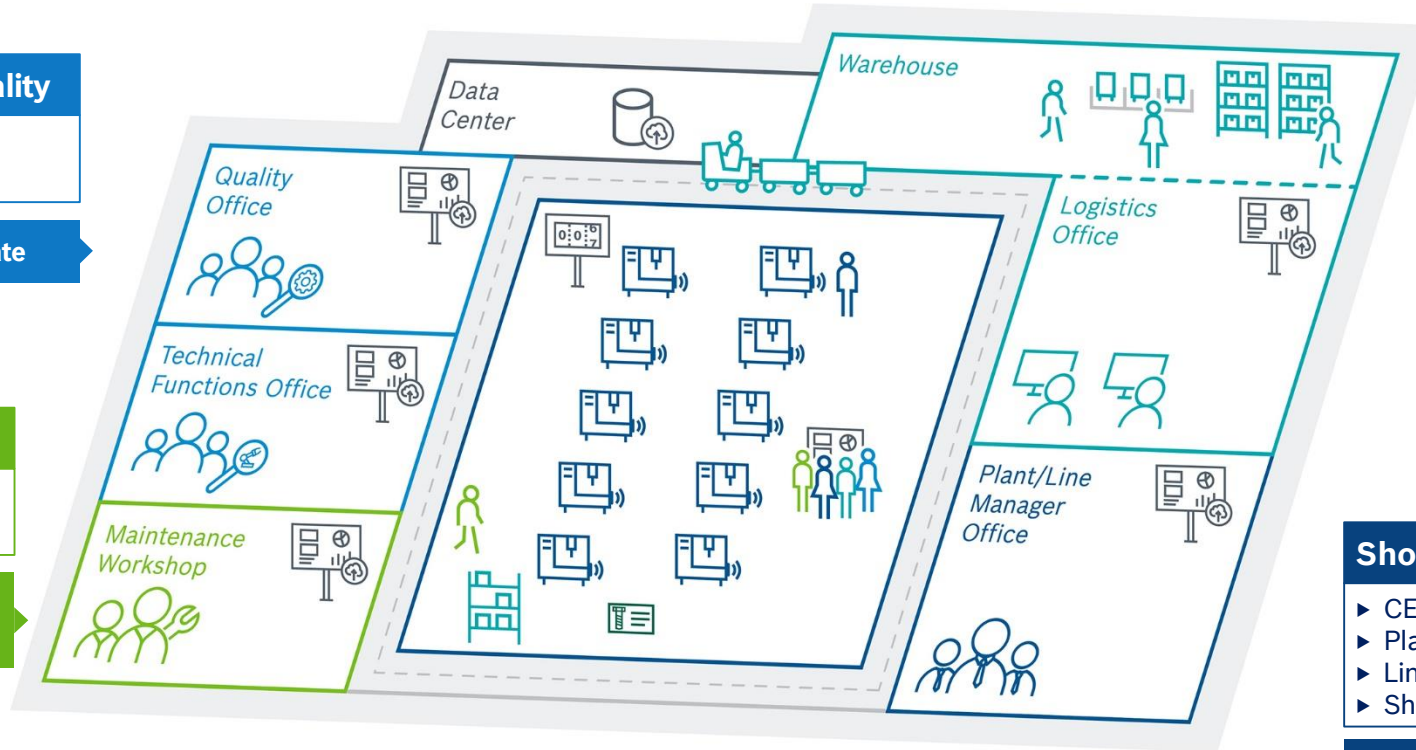 Data
Center
Warehouse
Quality
Office
Logistics
Office
Technical
Functions Office
Plant/Line
Manager
Office
Maintenance
Workshop
ality
te
Sho
▶ CE
▶ Pla
▶ Lin
▶ Sh